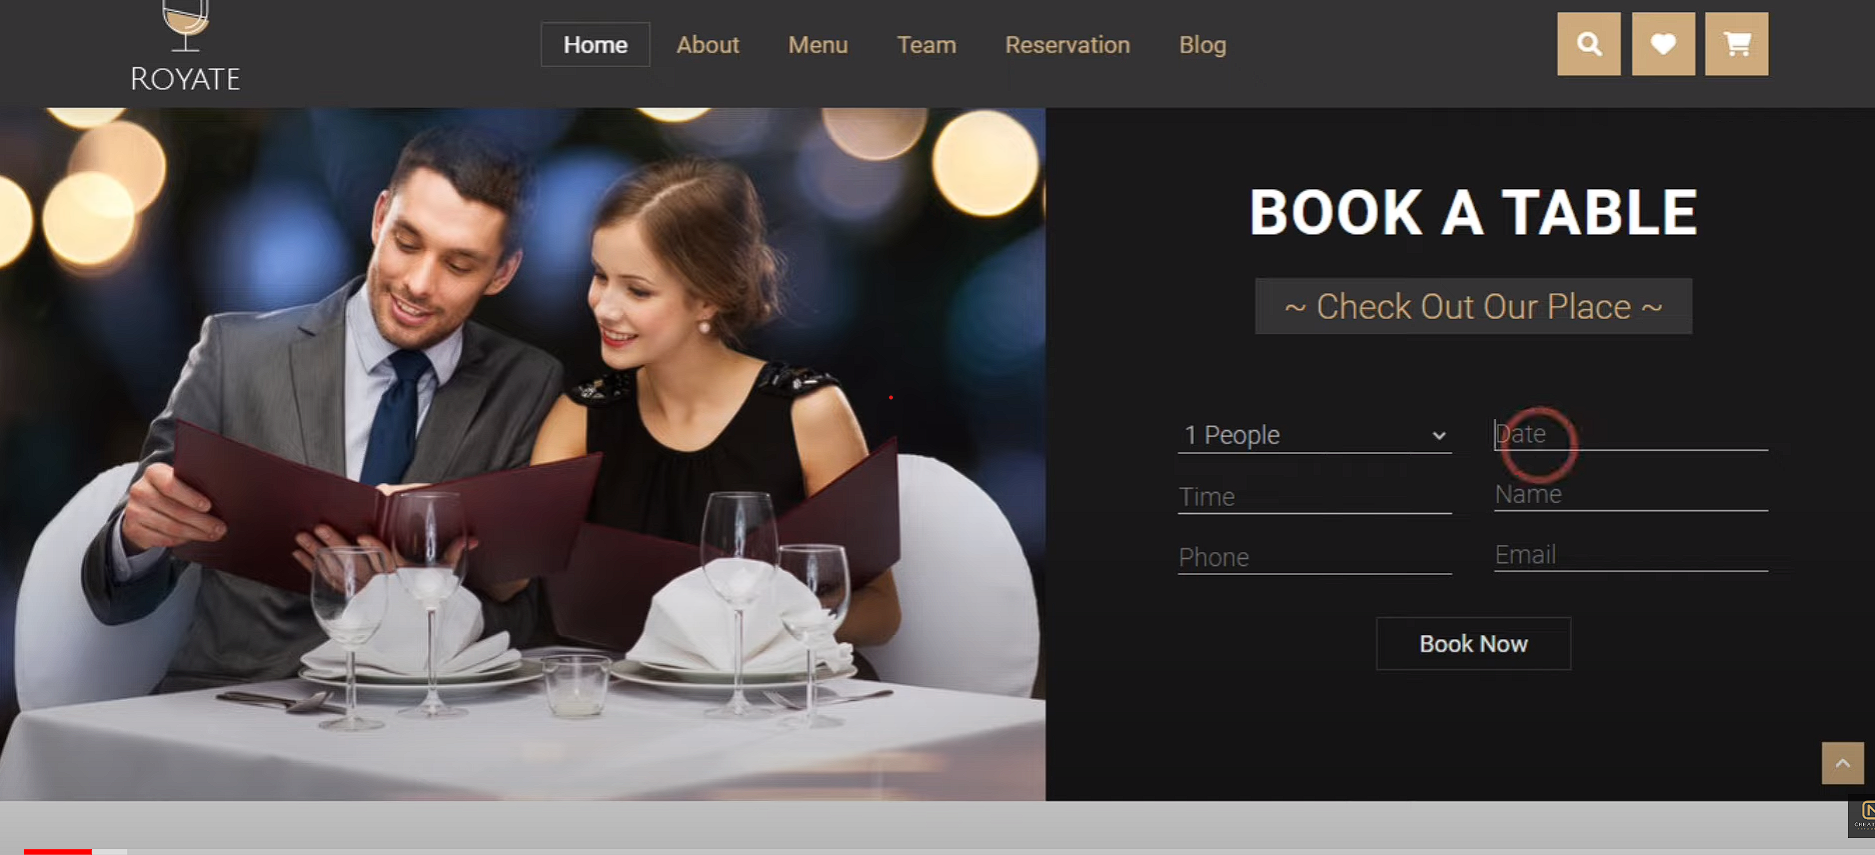 ROYATE
Home About Menu Team Reservation Blog
BOOK A TABLE
~ Check Out Our Place ~
1 People
Date
Time
Name
Phone
Email
Book Now